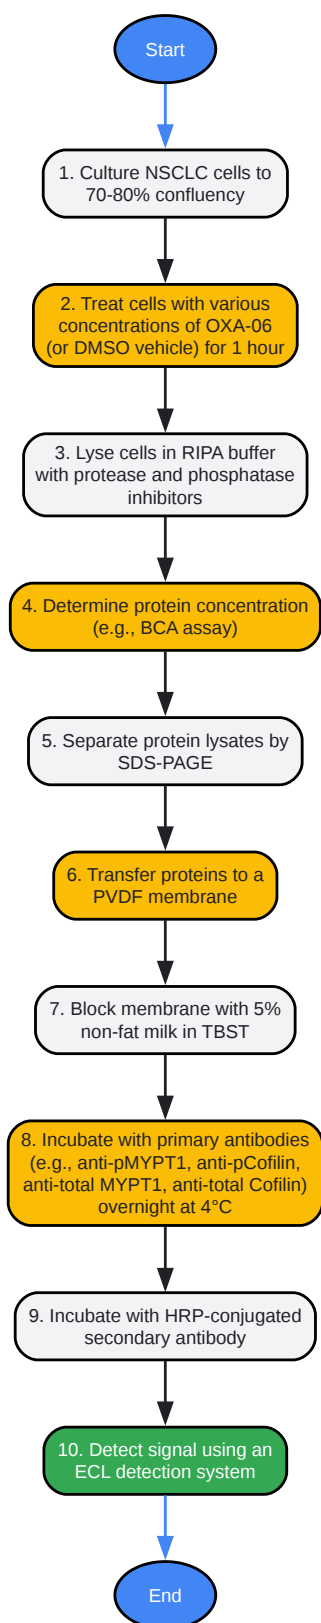 Start
1. Culture NSCLC cells to
70-80% confluency
2. Treat cells with various
concentrations of OXA-06
(or DMSO vehicle) for 1 hour
3. Lyse cells in RIPA buffer
with protease and phosphatase
inhibitors
4. Determine protein concentration
(e.g., BCA assay)
5. Separate protein lysates by
SDS-PAGE
6. Transfer proteins to a
PVDF membrane
7. Block membrane with 5%
non-fat milk in TBST
8. Incubate with primary antibodies
(e.g., anti-pMYPT1, anti-pCofilin,
anti-total MYPT1, anti-total Cofilin)
overnight at 4°C
9. Incubate with HRP-conjugated
secondary antibody
10. Detect signal using an
ECL detection system
End